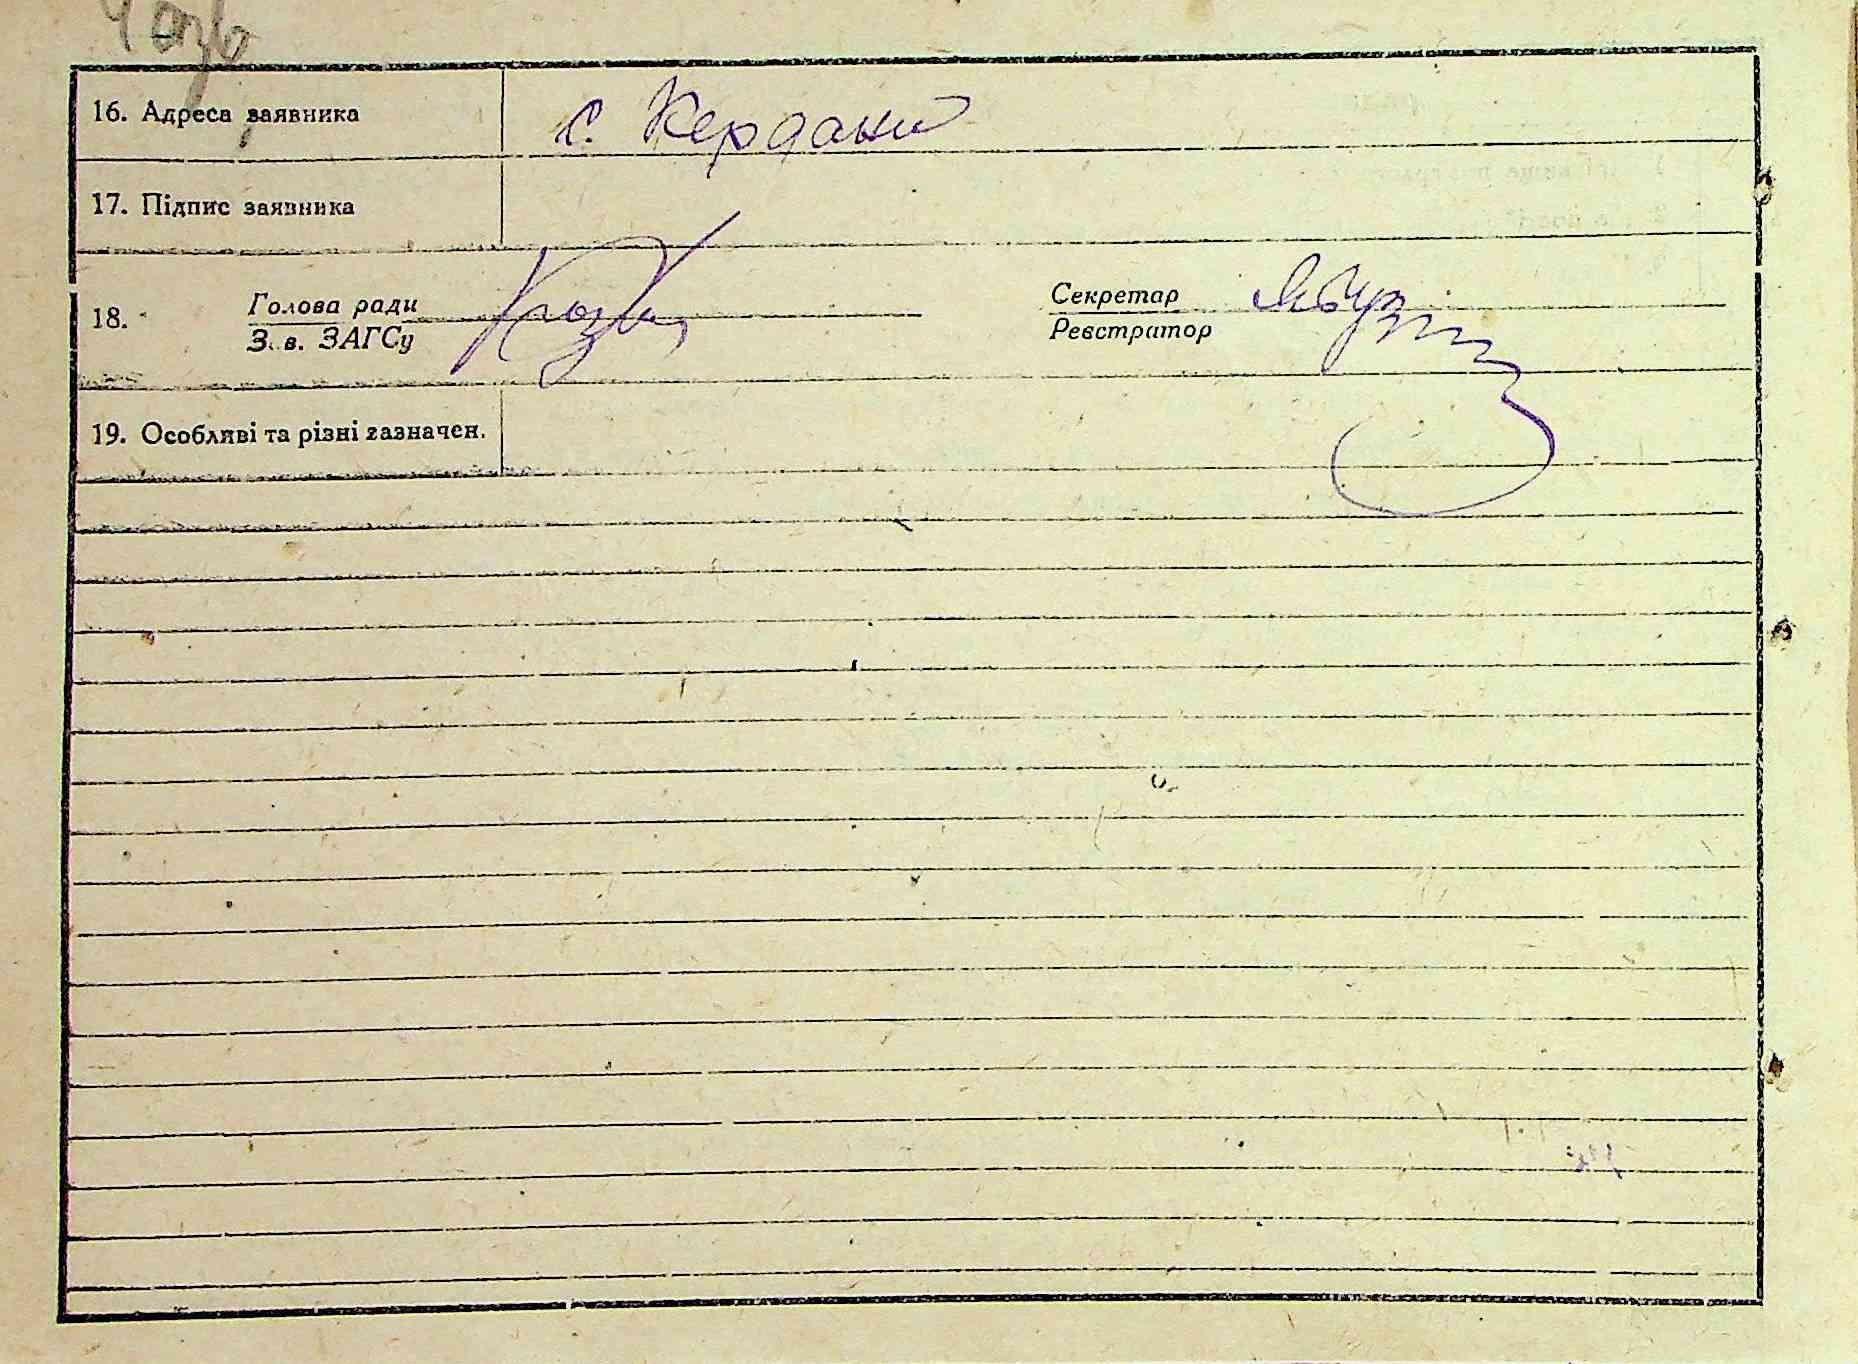 16. Адреса заявника с. Кердани
17. Підпис заявника
18. Голова ради Секретар
З. в. ЗАГСу Реєстратор
19. Особливі та різні зазначен.